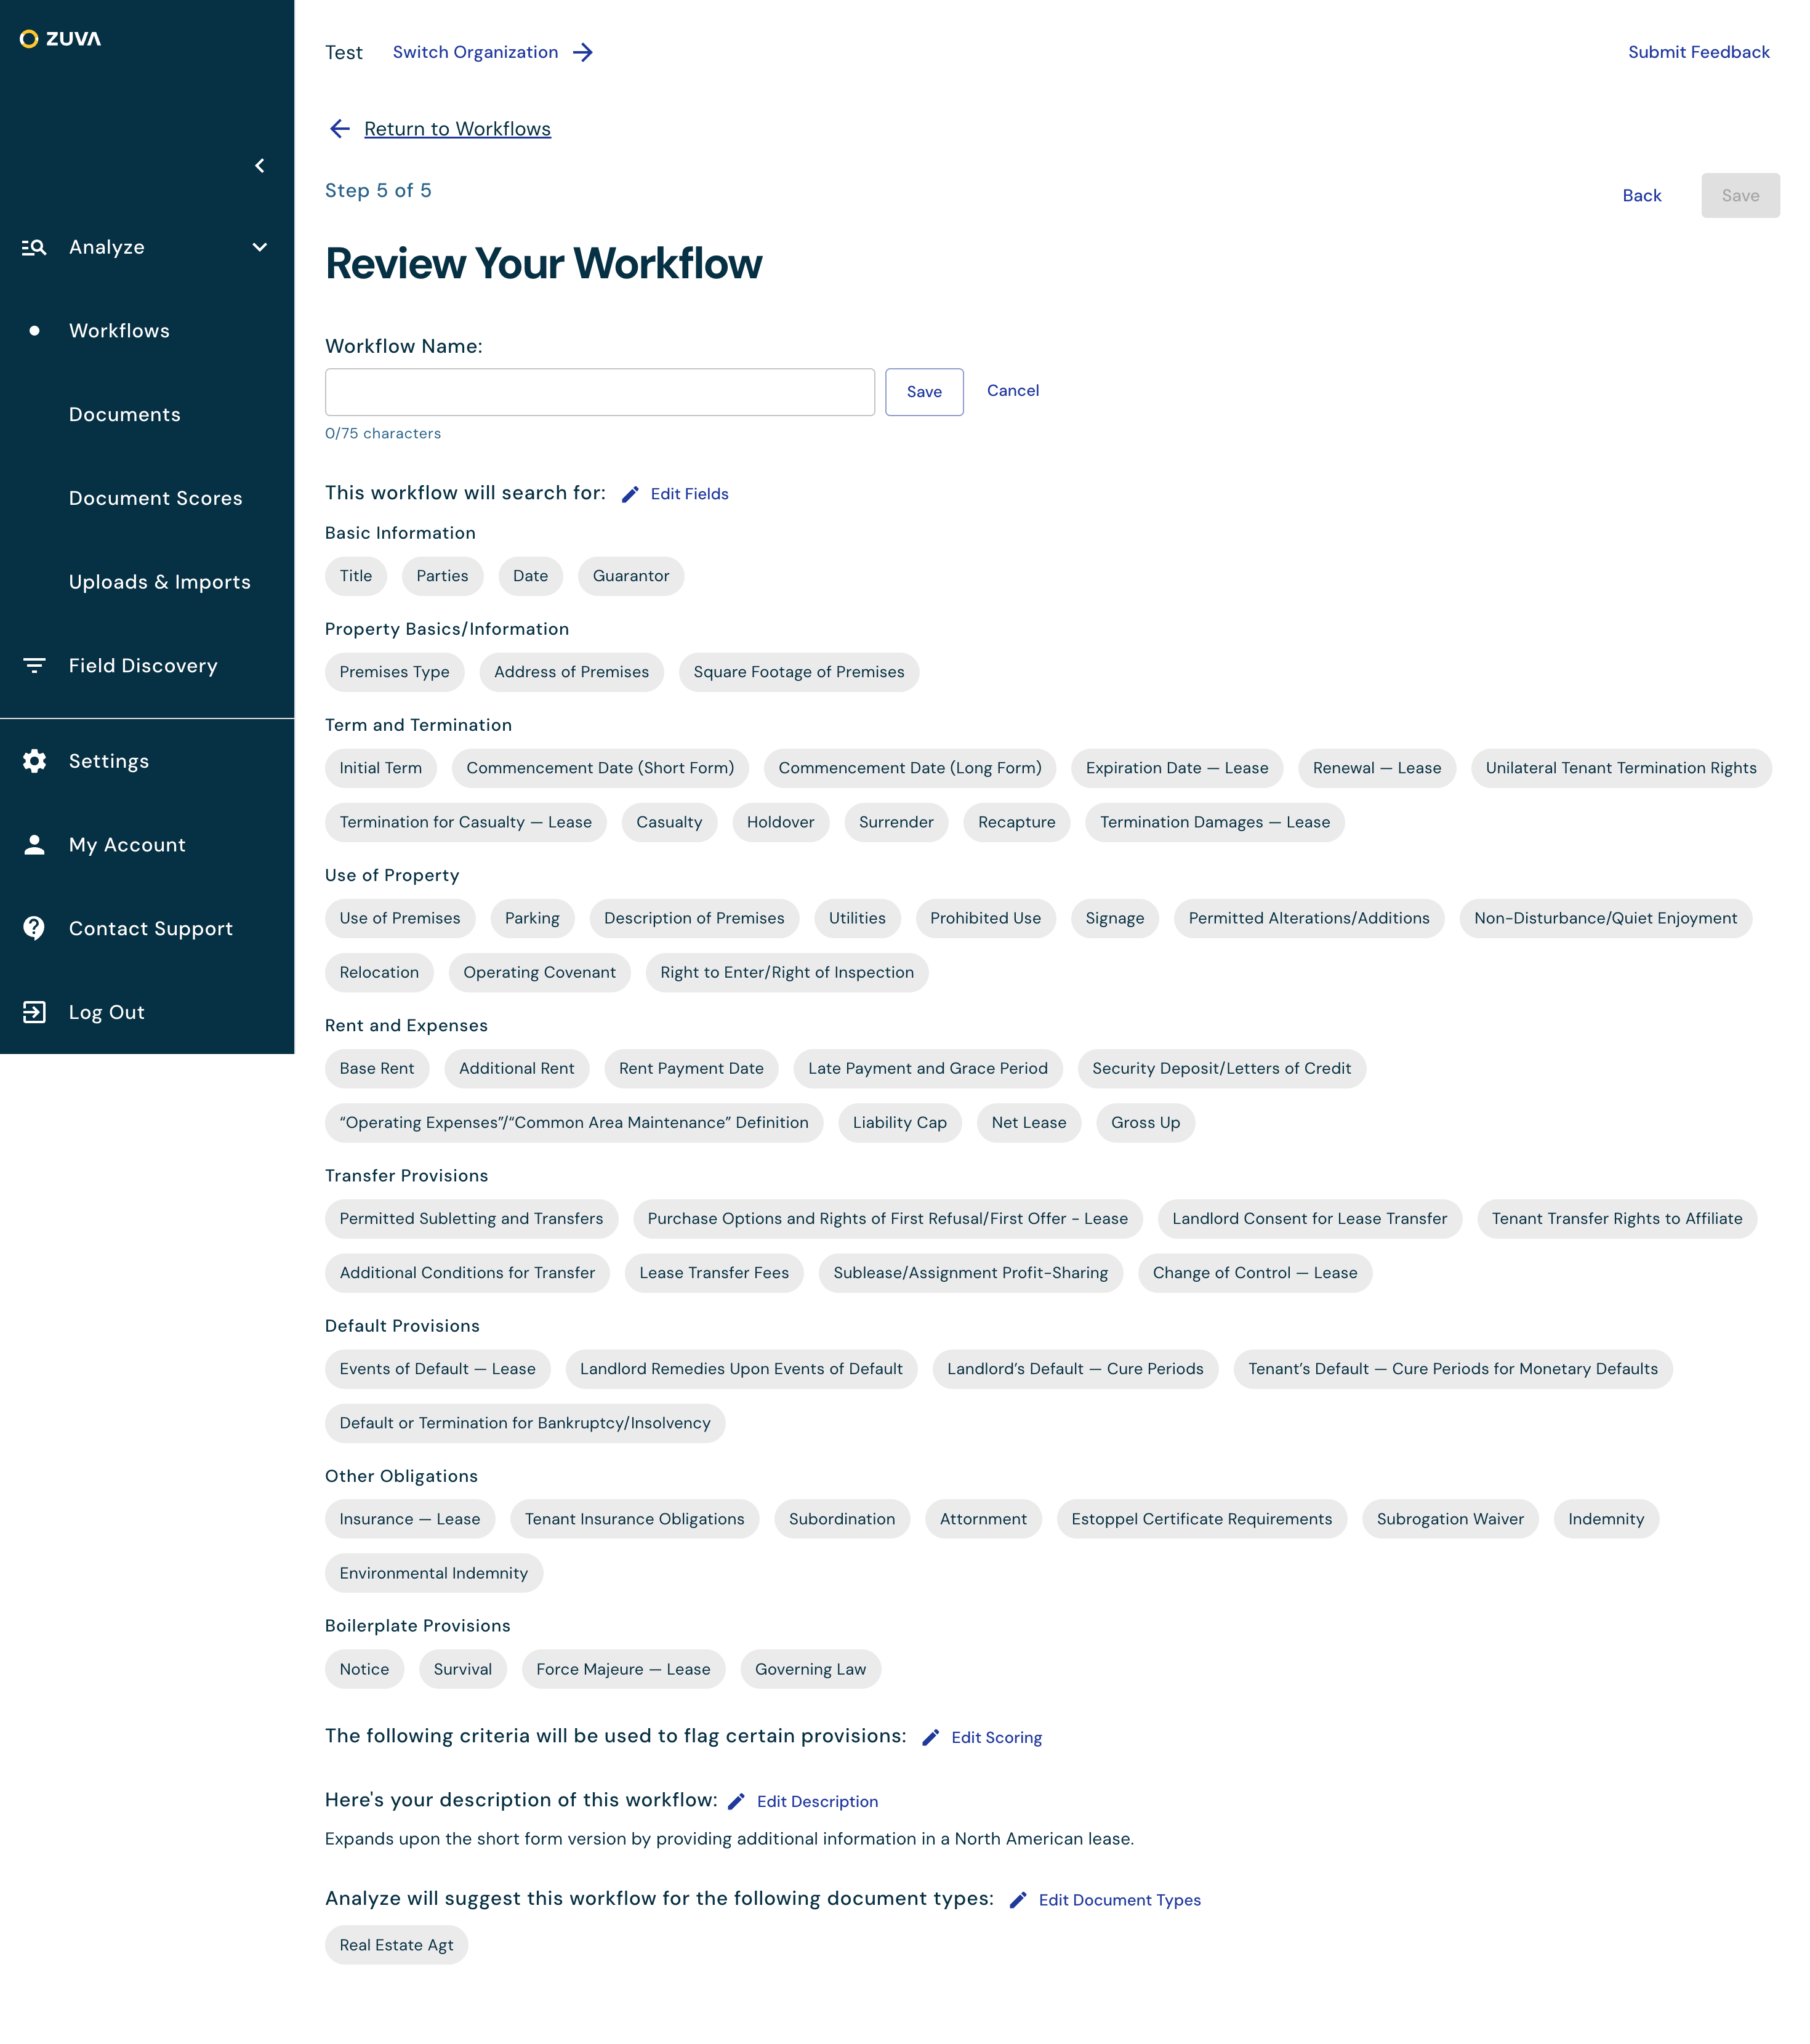 ZUVA
Test Switch Organization Submit Feedback
Return to Workflows
Step 5 of 5
Back Save
Analyze
Workflows
Documents
Document Scores
Uploads & Imports
Field Discovery
Settings
My Account
Contact Support
Log Out
Review Your Workflow
Workflow Name:
Save Cancel
0/75 characters
This workflow will search for: Edit Fields
Basic Information
Title Parties Date Guarantor
Property Basics/Information
Premises Type Address of Premises Square Footage of Premises
Term and Termination
Initial Term Commencement Date (Short Form) Commencement Date (Long Form) Expiration Date — Lease Renewal — Lease Unilateral Tenant Termination Rights
Termination for Casualty — Lease Casualty Holdover Surrender Recapture Termination Damages — Lease
Use of Property
Use of Premises Parking Description of Premises Utilities Prohibited Use Signage Permitted Alterations/Additions Non-Disturbance/Quiet Enjoyment
Relocation Operating Covenant Right to Enter/Right of Inspection
Rent and Expenses
Base Rent Additional Rent Rent Payment Date Late Payment and Grace Period Security Deposit/Letters of Credit
“Operating Expenses”/“Common Area Maintenance” Definition Liability Cap Net Lease Gross Up
Transfer Provisions
Permitted Subletting and Transfers Purchase Options and Rights of First Refusal/First Offer - Lease Landlord Consent for Lease Transfer Tenant Transfer Rights to Affiliate
Additional Conditions for Transfer Lease Transfer Fees Sublease/Assignment Profit-Sharing Change of Control — Lease
Default Provisions
Events of Default — Lease Landlord Remedies Upon Events of Default Landlord’s Default — Cure Periods Tenant’s Default — Cure Periods for Monetary Defaults
Default or Termination for Bankruptcy/Insolvency
Other Obligations
Insurance — Lease Tenant Insurance Obligations Subordination Attornment Estoppel Certificate Requirements Subrogation Waiver Indemnity
Environmental Indemnity
Boilerplate Provisions
Notice Survival Force Majeure — Lease Governing Law
The following criteria will be used to flag certain provisions: Edit Scoring
Here's your description of this workflow: Edit Description
Expands upon the short form version by providing additional information in a North American lease.
Analyze will suggest this workflow for the following document types: Edit Document Types
Real Estate Agt